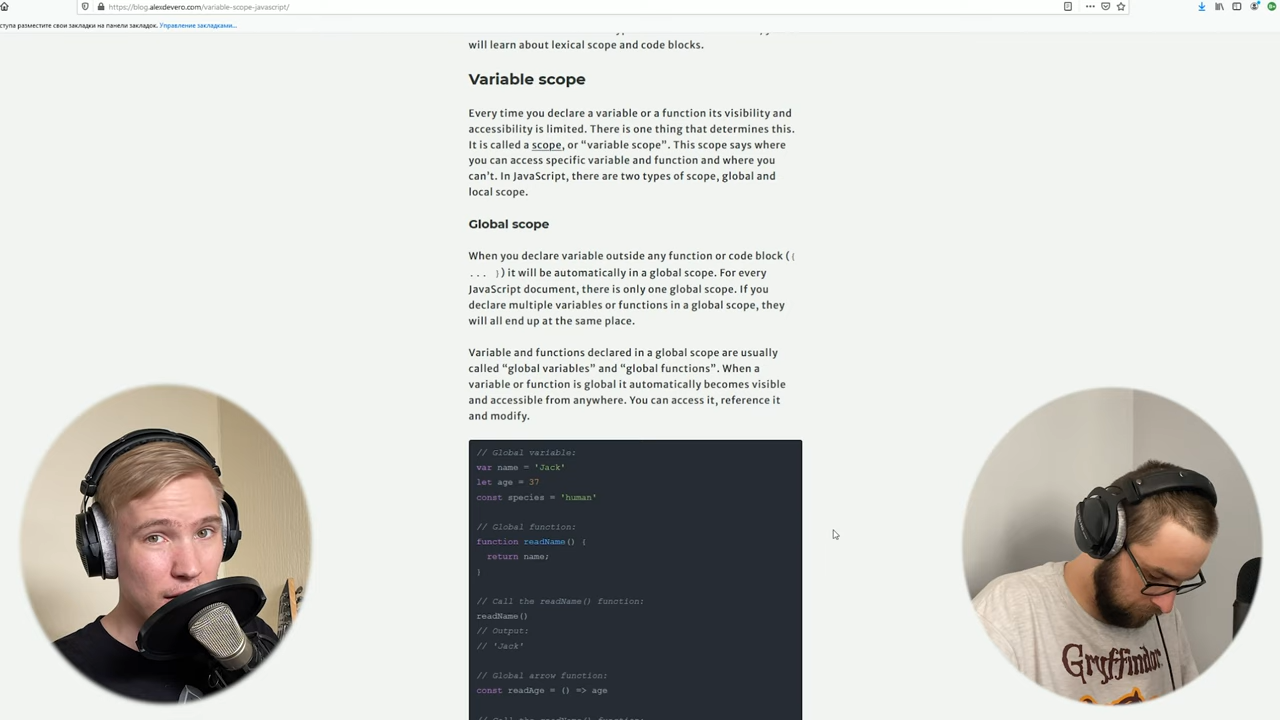 https://blog.alexdevero.com/variable-scope-javascript/
ступа разместите свои закладки на панели закладок. Управление закладками...
will learn about lexical scope and code blocks.
Variable scope
Every time you declare a variable or a function its visibility and
accessibility is limited. There is one thing that determines this.
It is called a scope, or “variable scope”. This scope says where
you can access specific variable and function and where you
can’t. In JavaScript, there are two types of scope, global and
local scope.
Global scope
When you declare variable outside any function or code block ({
... }) it will be automatically in a global scope. For every
JavaScript document, there is only one global scope. If you
declare multiple variables or functions in a global scope, they
will all end up at the same place.
Variable and functions declared in a global scope are usually
called “global variables” and “global functions”. When a
variable or function is global it automatically becomes visible
and accessible from anywhere. You can access it, reference it
and modify.
// Global variable:
var name = 'Jack'
let age = 37
const species = 'human'
// Global function:
function readName() {
return name;
}
// Call the readName() function:
readName()
// Output:
// 'Jack'
// Global arrow function:
const readAge = () => age
Gryffindor